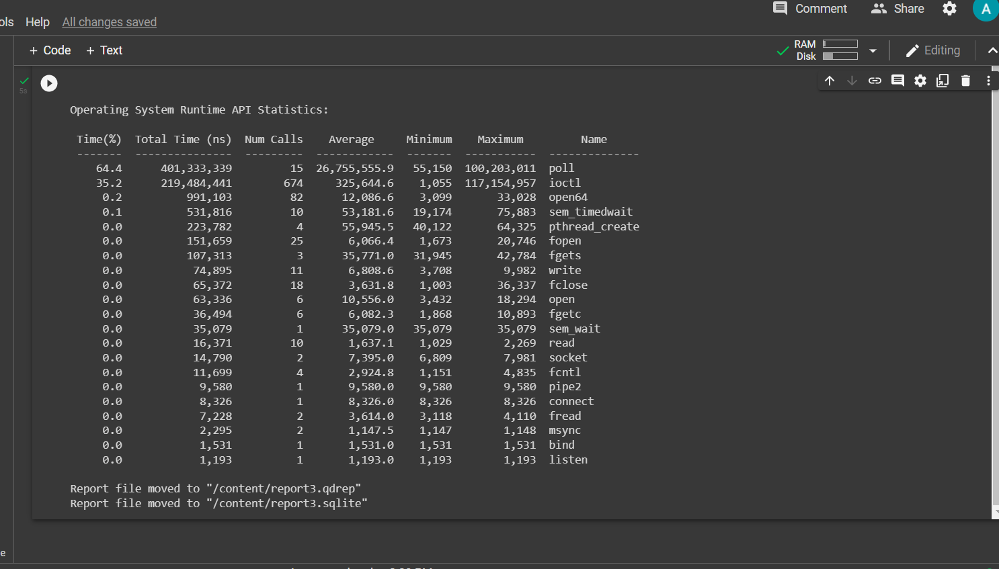 Comment Share A
ols Help All changes saved
+ Code + Text RAM Disk Editing
5s
Operating System Runtime API Statistics:
Time(%) Total Time (ns) Num Calls Average Minimum Maximum Name
------- --------------- --------- ------------ ------- ----------- --------------
64.4 401,333,339 15 26,755,555.9 55,150 100,203,011 poll
35.2 219,484,441 674 325,644.6 1,055 117,154,957 ioctl
0.2 991,103 82 12,086.6 3,099 33,028 open64
0.1 531,816 10 53,181.6 19,174 75,883 sem_timedwait
0.0 223,782 4 55,945.5 40,122 64,325 pthread_create
0.0 151,659 25 6,066.4 1,673 20,746 fopen
0.0 107,313 3 35,771.0 31,945 42,784 fgets
0.0 74,895 11 6,808.6 3,708 9,982 write
0.0 65,372 18 3,631.8 1,003 36,337 fclose
0.0 63,336 6 10,556.0 3,432 18,294 open
0.0 36,494 6 6,082.3 1,868 10,893 fgetc
0.0 35,079 1 35,079.0 35,079 35,079 sem_wait
0.0 16,371 10 1,637.1 1,029 2,269 read
0.0 14,790 2 7,395.0 6,809 7,981 socket
0.0 11,699 4 2,924.8 1,151 4,835 fcntl
0.0 9,580 1 9,580.0 9,580 9,580 pipe2
0.0 8,326 1 8,326.0 8,326 8,326 connect
0.0 7,228 2 3,614.0 3,118 4,110 fread
0.0 2,295 2 1,147.5 1,147 1,148 msync
0.0 1,531 1 1,531.0 1,531 1,531 bind
0.0 1,193 1 1,193.0 1,193 1,193 listen
Report file moved to "/content/report3.qdrep"
Report file moved to "/content/report3.sqlite"
e